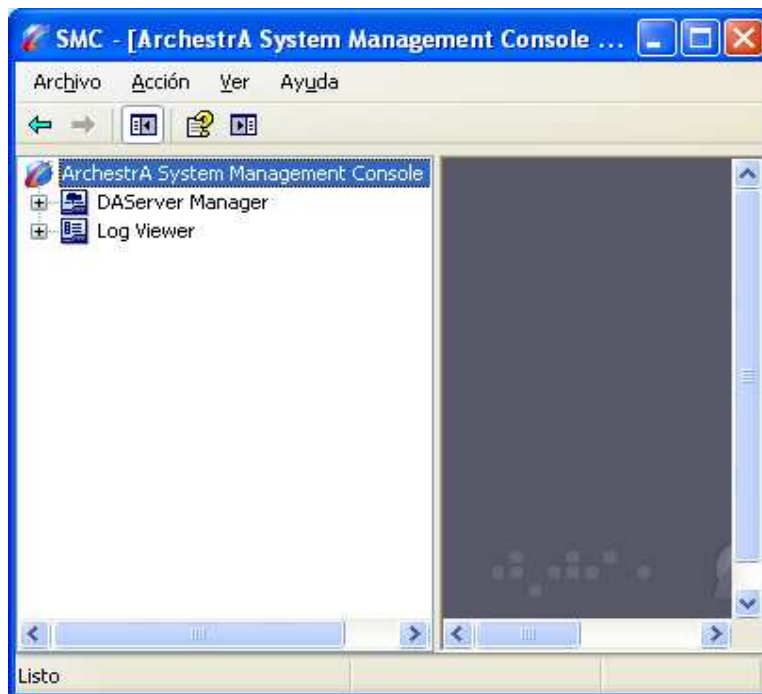 SMC - [ArchestrA System Management Console ...
Archivo Acción Ver Ayuda
ArchestrA System Management Console
DAServer Manager
Log Viewer
Listo